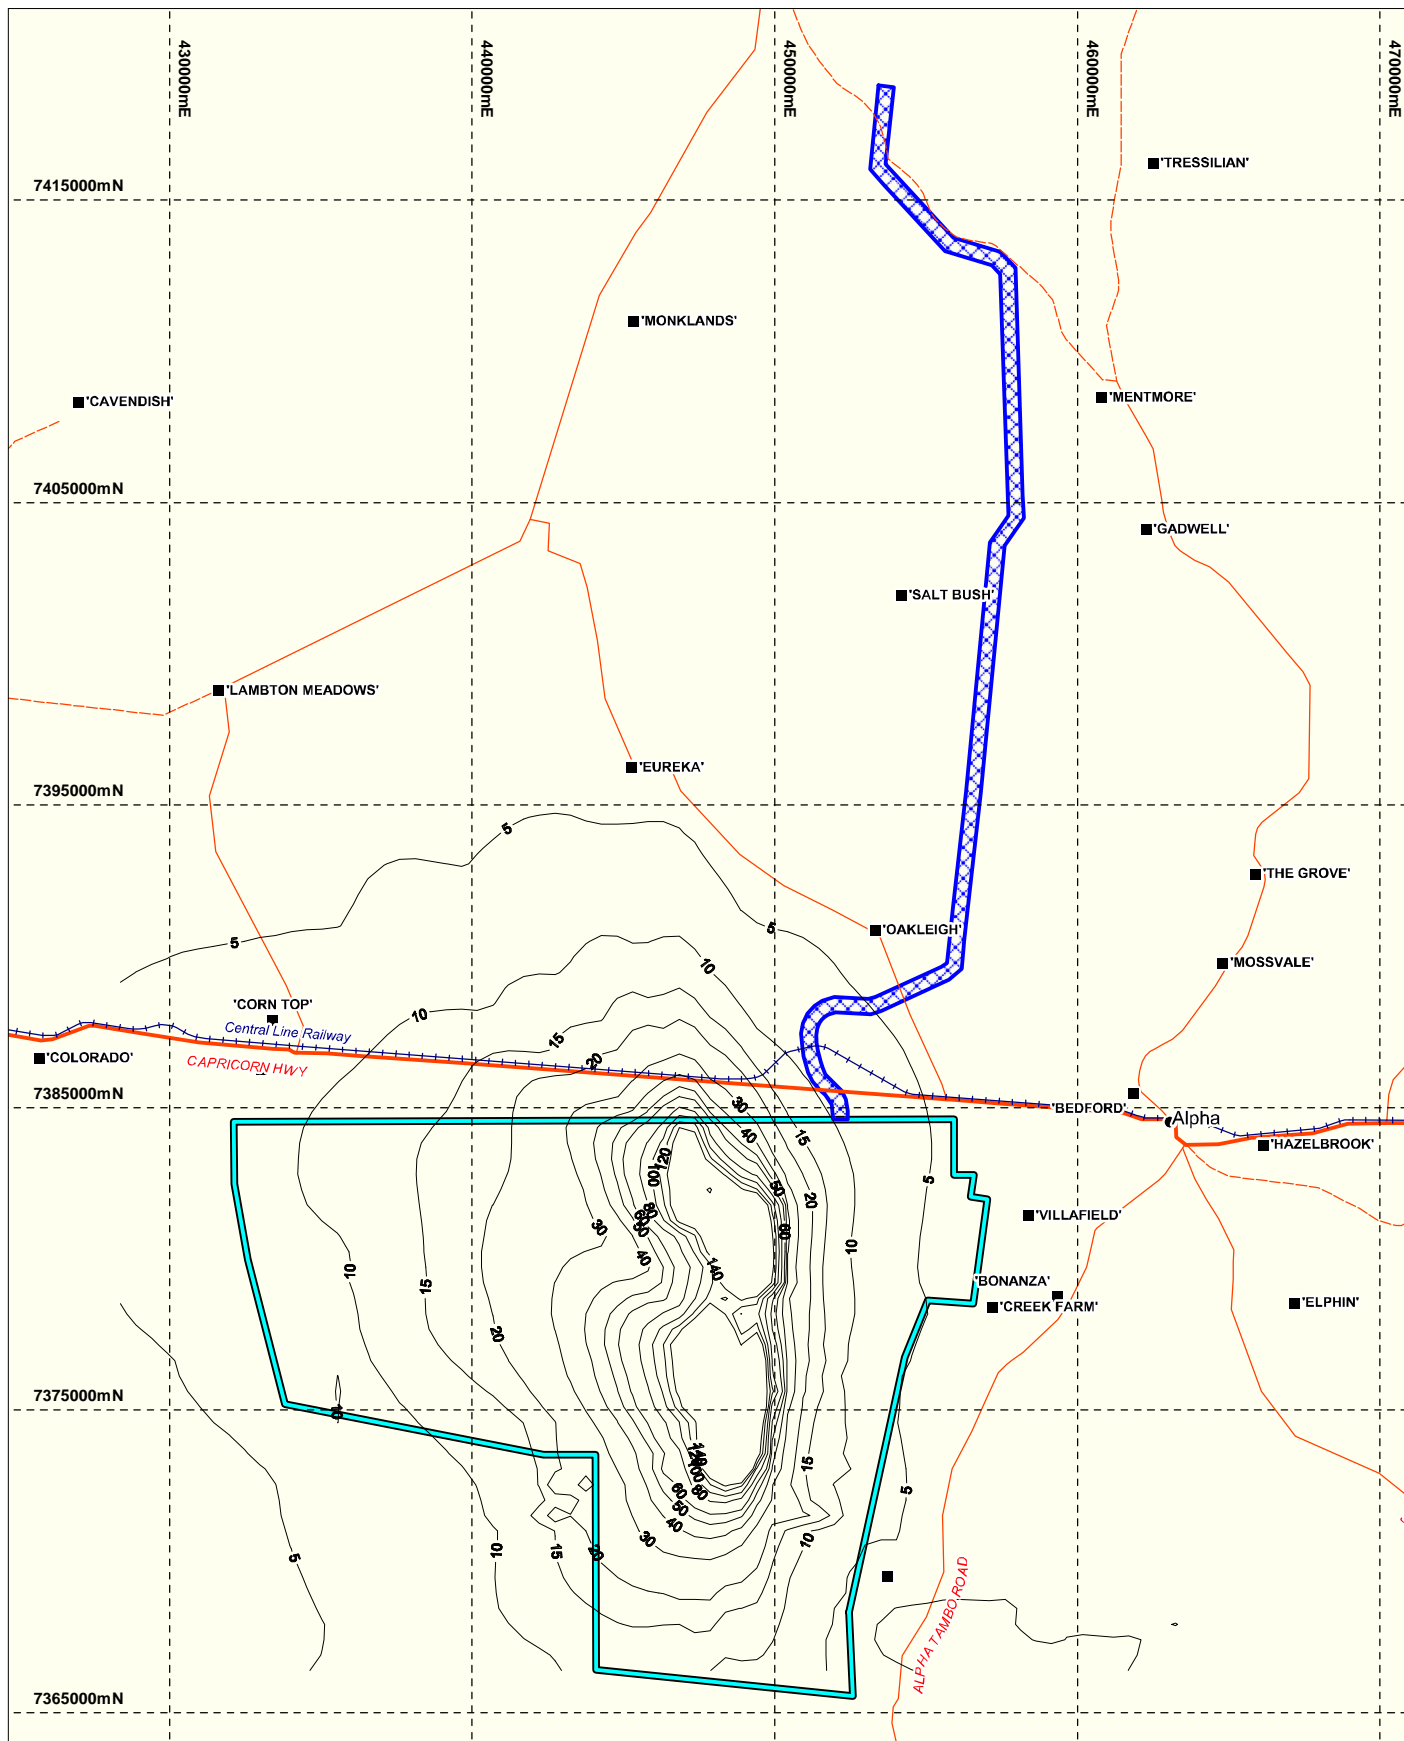 430000mE
440000mE
450000mE
460000mE
470000mE
'TRESSILIAN'
7415000mN
'MONKLANDS'
'CAVENDISH'
'MENTMORE'
7405000mN
'GADWELL'
'SALT BUSH'
'LAMBTON MEADOWS'
'EUREKA'
7395000mN
5
'THE GROVE'
5
5
'OAKLEIGH'
'MOSSVALE'
10
'CORN TOP'
10
Central Line Railway
15
'COLORADO'
CAPRICORN HWY
20
7385000mN
30
15
'BEDFORD'
Alpha
40
'HAZELBROOK'
120
100
50
5
80
20
'VILLAFIELD'
30
60
50
60
10
40
140
10
15
'BONANZA'
'CREEK FARM'
'ELPHIN'
20
7375000mN
10
140
120
100
15
80
60
5
50
40
30
10
15
20
10
5
ALPHA TAMBO ROAD
7365000mN